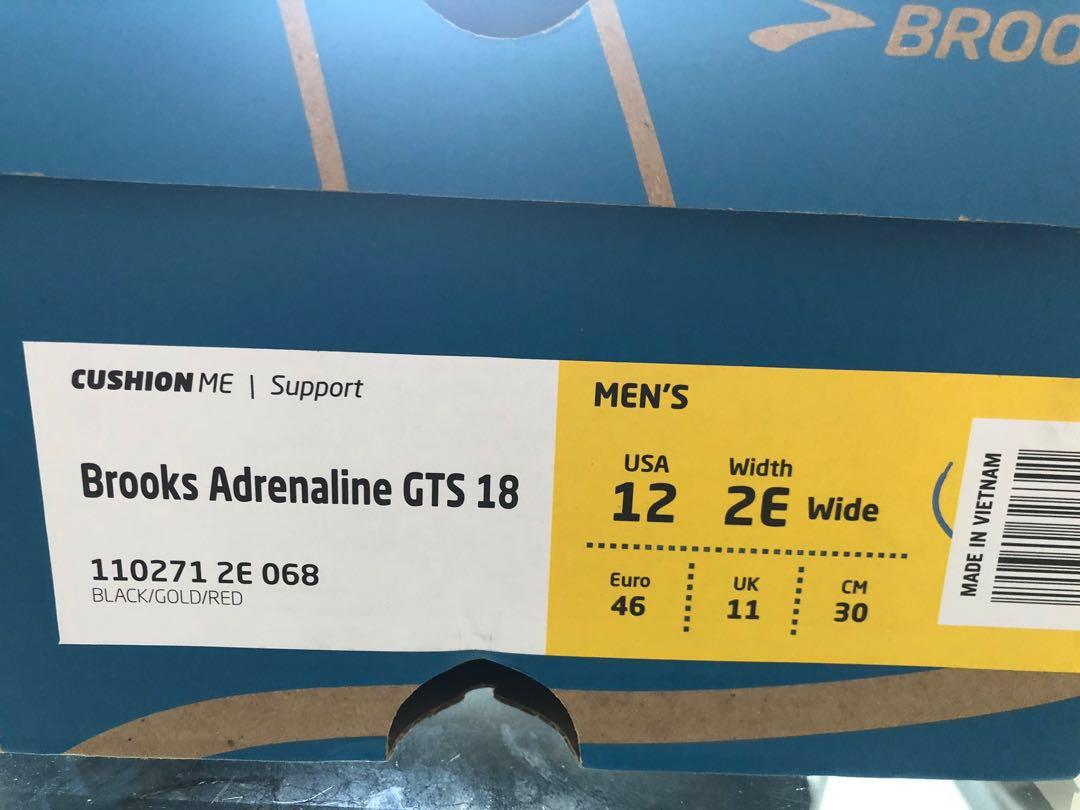 BROO
CUSHION ME | Support
Brooks Adrenaline GTS 18
110271 2E 068
BLACK/GOLD/RED
MEN'S
USA Width
12 2E Wide
Euro UK CM
46 11 30
MADE IN VIETNAM